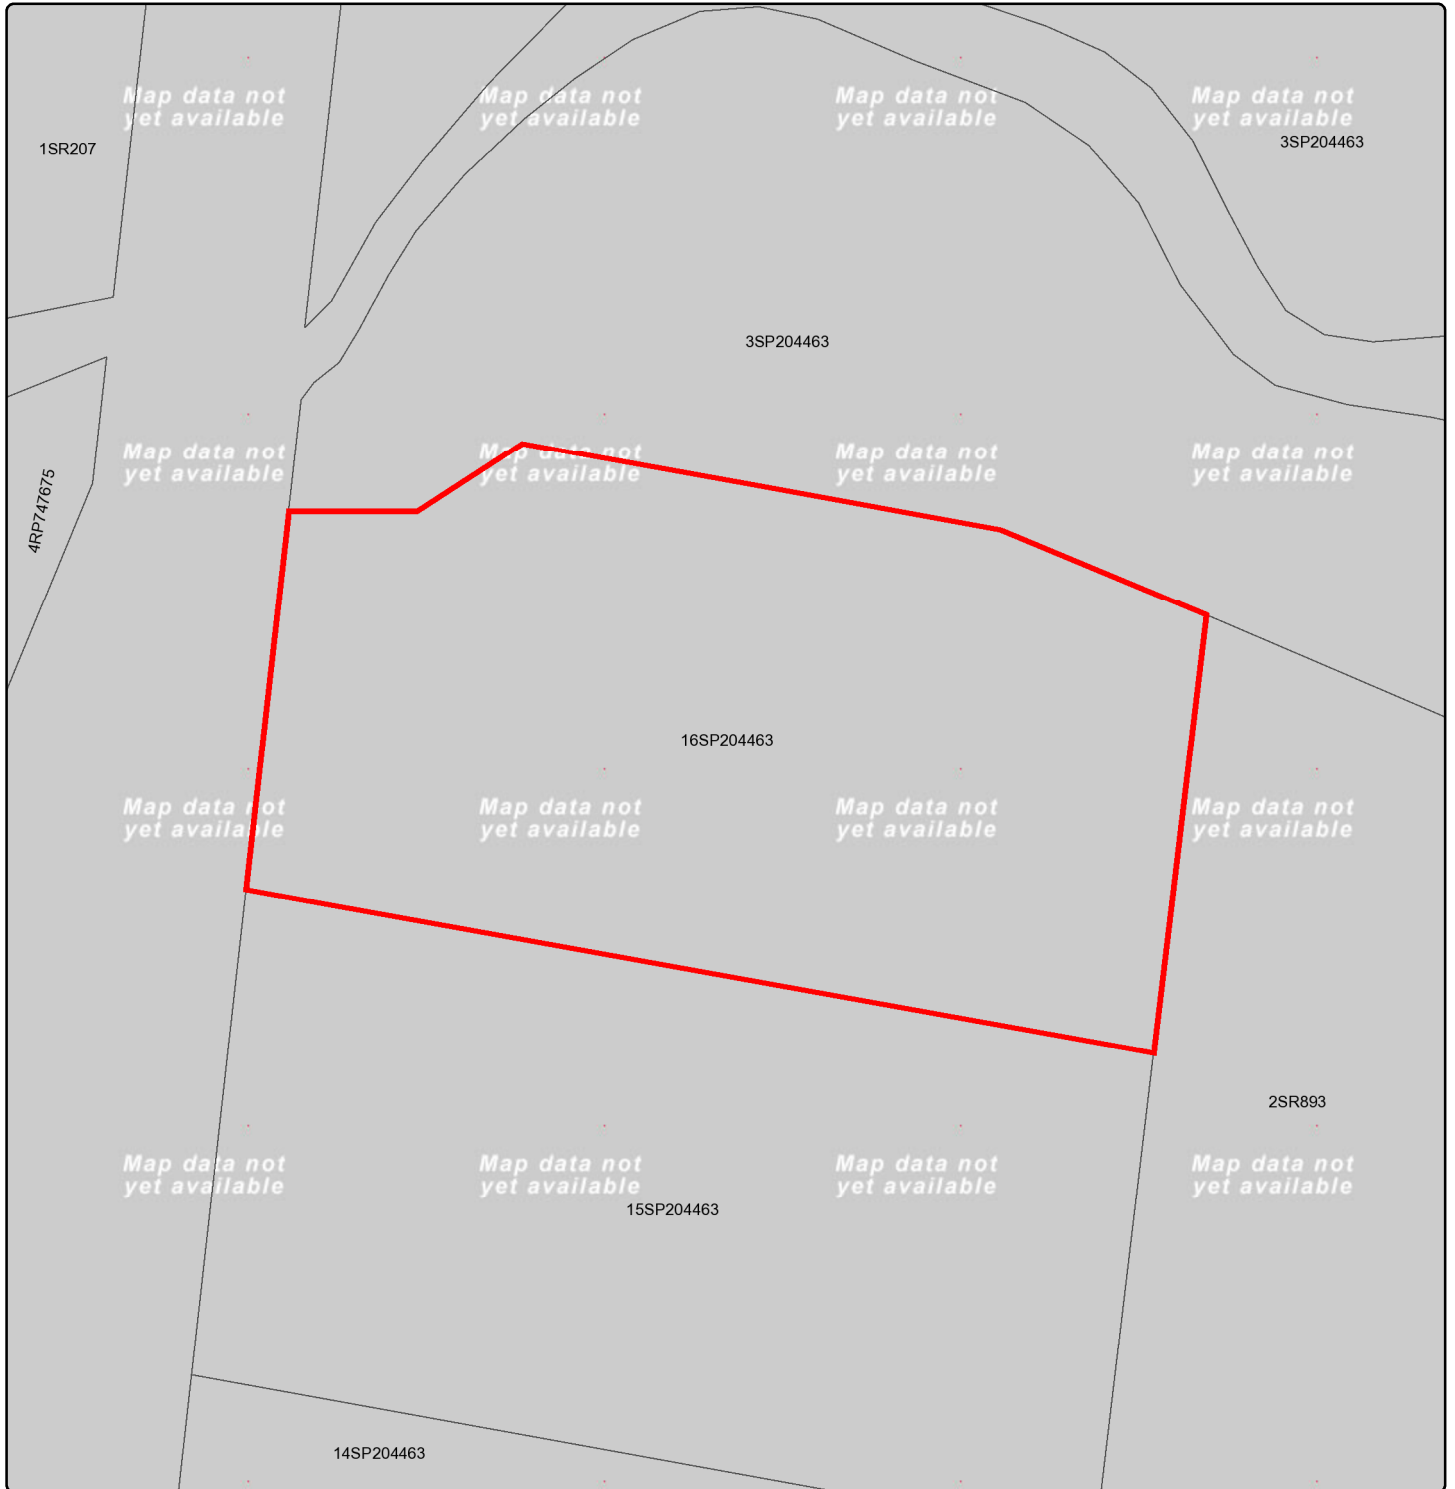 Map data not
yet available
Map data not
yet available
Map data not
yet available
Map data not
yet available
1SR207
3SP204463
3SP204463
Map data not
yet available
Map data not
yet available
Map data not
yet available
Map data not
yet available
4RP747675
16SP204463
Map data not
yet available
Map data not
yet available
Map data not
yet available
Map data not
yet available
2SR893
Map data not
yet available
Map data not
yet available
Map data not
yet available
Map data not
yet available
15SP204463
14SP204463